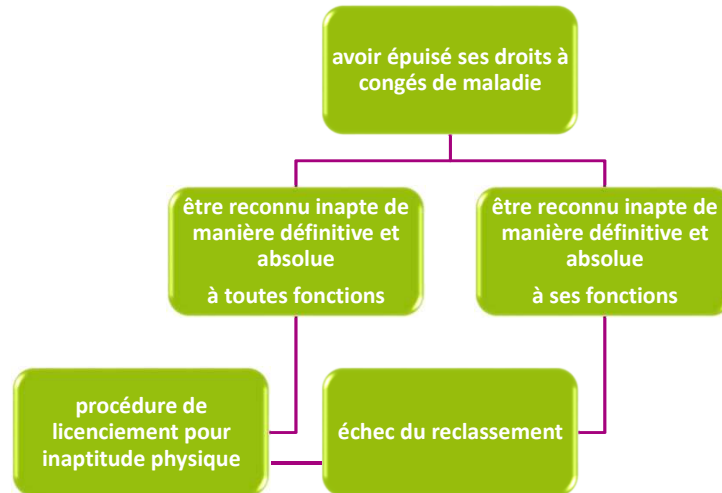 avoir épuisé ses droits à
congés de maladie
être reconnu inapte de
manière définitive et
absolue
à toutes fonctions
être reconnu inapte de
manière définitive et
absolue
à ses fonctions
procédure de
licenciement pour
inaptitude physique
échec du reclassement